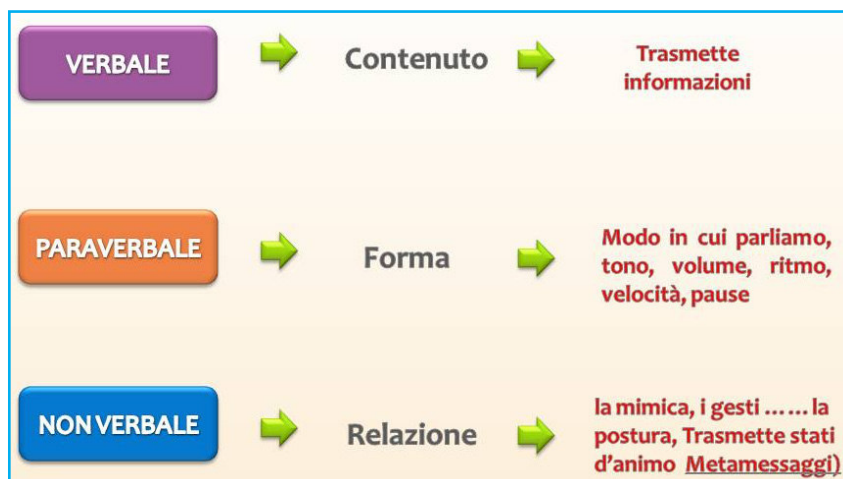 VERBALE
Contenuto
Trasmette
informazioni
PARAVERBALE
Forma
Modo in cui parliamo,
tono, volume, ritmo,
velocità, pause
NON VERBALE
Relazione
la mimica, i gesti ...... la
postura, Trasmette stati
d'animo Metamessaggi)